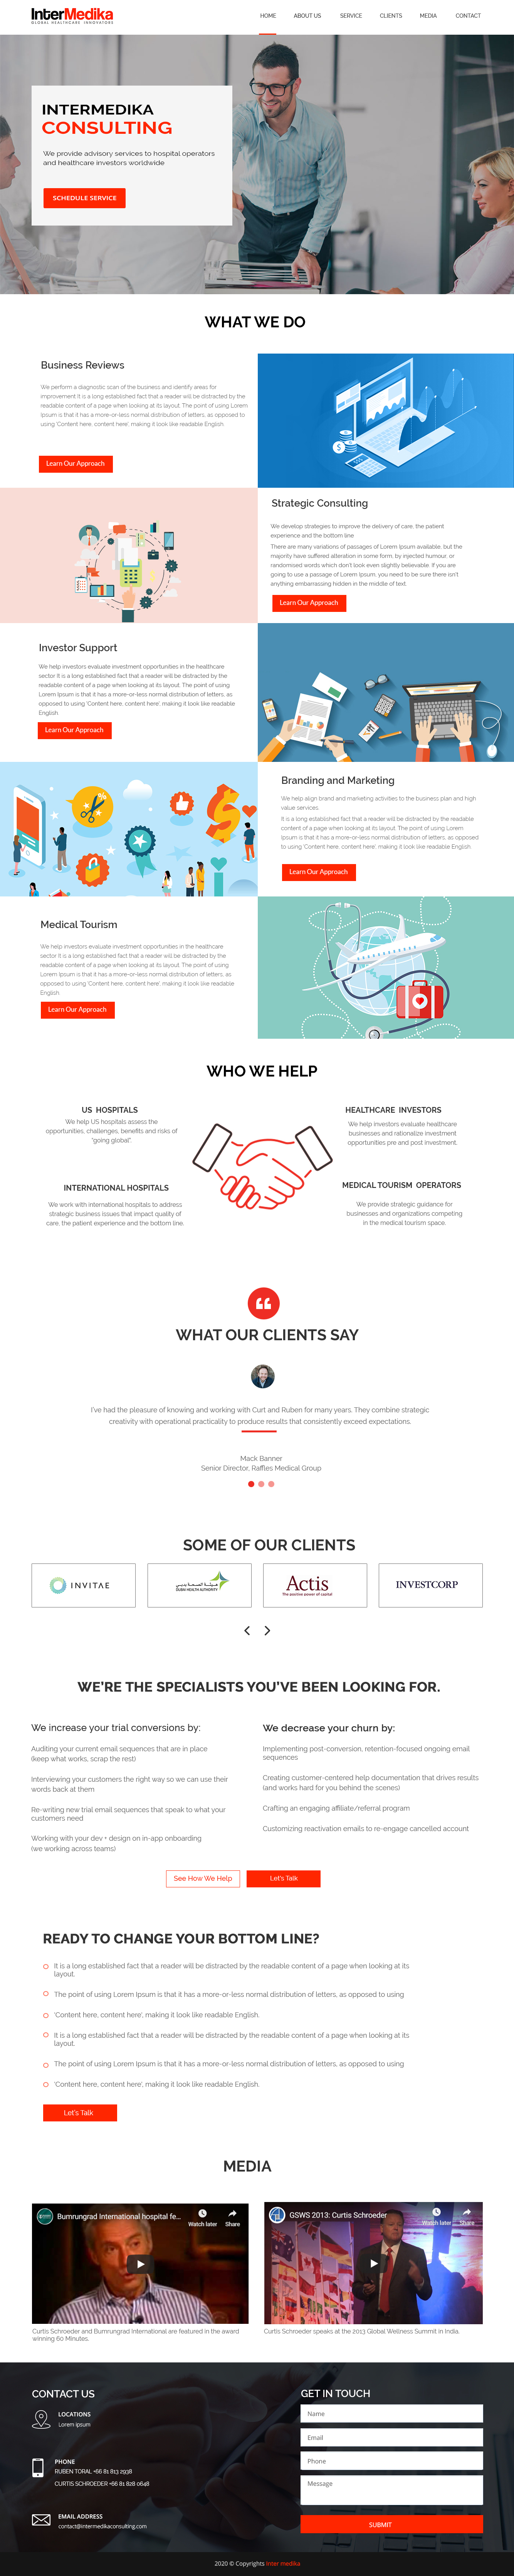 InterMedika
GLOBAL HEALTHCARE INNOVATORS
HOME
ABOUT US
SERVICE
CLIENTS
MEDIA
CONTACT
INTERMEDIKA
CONSULTING
We provide advisory services to hospital operators
and healthcare investors worldwide
SCHEDULE SERVICE
WHAT WE DO
Business Reviews
We perform a diagnostic scan of the business and identify areas for
improvement it is a long established fact that a reader will be distracted by the
readable content of a page when looking at its layout. The point of using Lorem
Ipsum is that it has a more-or-less normal distribution of letters, as opposed to
using 'Content here, content here', making it look like readable English.
Learn Our Approach
Strategic Consulting
We develop strategies to improve the delivery of care, the patient
experience and the bottom line
There are many variations of passages of Lorem Ipsum available, but the
majority have suffered alteration in some form, by injected humour, or
randomised words which don't look even slightly believable. If you are
going to use a passage of Lorem Ipsum, you need to be sure there isn't
anything embarrassing hidden in the middle of text.
Learn Our Approach
Investor Support
We help investors evaluate investment opportunities in the healthcare
sector It is a long established fact that a reader will be distracted by the
readable content of a page when looking at its layout. The point of using
Lorem Ipsum is that it has a more-or-less normal distribution of letters, as
opposed to using 'Content here, content here', making it look like readable
English.
Learn Our Approach
Branding and Marketing
We help align brand and marketing activities to the business plan and high
value services.
It is a long established fact that a reader will be distracted by the readable
content of a page when looking at its layout. The point of using Lorem
Ipsum is that it has a more-or-less normal distribution of letters, as opposed
to using 'Content here, content here', making it look like readable English.
Learn Our Approach
Medical Tourism
We help investors evaluate investment opportunities in the healthcare
sector It is a long established fact that a reader will be distracted by the
readable content of a page when looking at its layout. The point of using
Lorem Ipsum is that it has a more-or-less normal distribution of letters, as
opposed to using 'Content here, content here', making it look like readable
English.
Learn Our Approach
WHO WE HELP
US HOSPITALS
We help US hospitals assess the
opportunities, challenges, benefits and risks of
"going global".
HEALTHCARE INVESTORS
We help investors evaluate healthcare
businesses and rationalize investment
opportunities pre and post investment.
INTERNATIONAL HOSPITALS
We work with international hospitals to address
strategic business issues that impact quality of
care, the patient experience and the bottom line.
MEDICAL TOURISM OPERATORS
We provide strategic guidance for
businesses and organizations competing
in the medical tourism space.
WHAT OUR CLIENTS SAY
I've had the pleasure of knowing and working with Curt and Ruben for many years. They combine strategic
creativity with operational practicality to produce results that consistently exceed expectations.
Mack Banner
Senior Director, Raffles Medical Group
SOME OF OUR CLIENTS
INVITAE
هيئة الصحة بدبي
DUBAI HEALTH AUTHORITY
Actis
The positive power of capital
INVESTCORP
WE'RE THE SPECIALISTS YOU'VE BEEN LOOKING FOR.
We increase your trial conversions by:
Auditing your current email sequences that are in place
(keep what works, scrap the rest)
Interviewing your customers the right way so we can use their
words back at them
Re-writing new trial email sequences that speak to what your
customers need
Working with your dev + design on in-app onboarding
(we working across teams)
We decrease your churn by:
Implementing post-conversion, retention-focused ongoing email
sequences
Creating customer-centered help documentation that drives results
(and works hard for you behind the scenes)
Crafting an engaging affiliate/referral program
Customizing reactivation emails to re-engage cancelled account
See How We Help
Let's Talk
READY TO CHANGE YOUR BOTTOM LINE?
It is a long established fact that a reader will be distracted by the readable content of a page when looking at its
layout.
The point of using Lorem Ipsum is that it has a more-or-less normal distribution of letters, as opposed to using
'Content here, content here', making it look like readable English.
It is a long established fact that a reader will be distracted by the readable content of a page when looking at its
layout.
The point of using Lorem Ipsum is that it has a more-or-less normal distribution of letters, as opposed to using
'Content here, content here', making it look like readable English.
Let's Talk
MEDIA
Bumrungrad International hospital fe...
Watch later
Share
GSWS 2013: Curtis Schroeder
Watch later
Share
Curtis Schroeder and Bumrungrad International are featured in the award
winning 60 Minutes.
Curtis Schroeder speaks at the 2013 Global Wellness Summit in India.
CONTACT US
LOCATIONS
Lorem ipsum
PHONE
RUBEN TORAL +66 81 813 2938
CURTIS SCHROEDER +66 81 828 0648
EMAIL ADDRESS
contact@intermedikaconsulting.com
GET IN TOUCH
Name
Email
Phone
Message
SUBMIT
2020 © Copyrights Inter medika